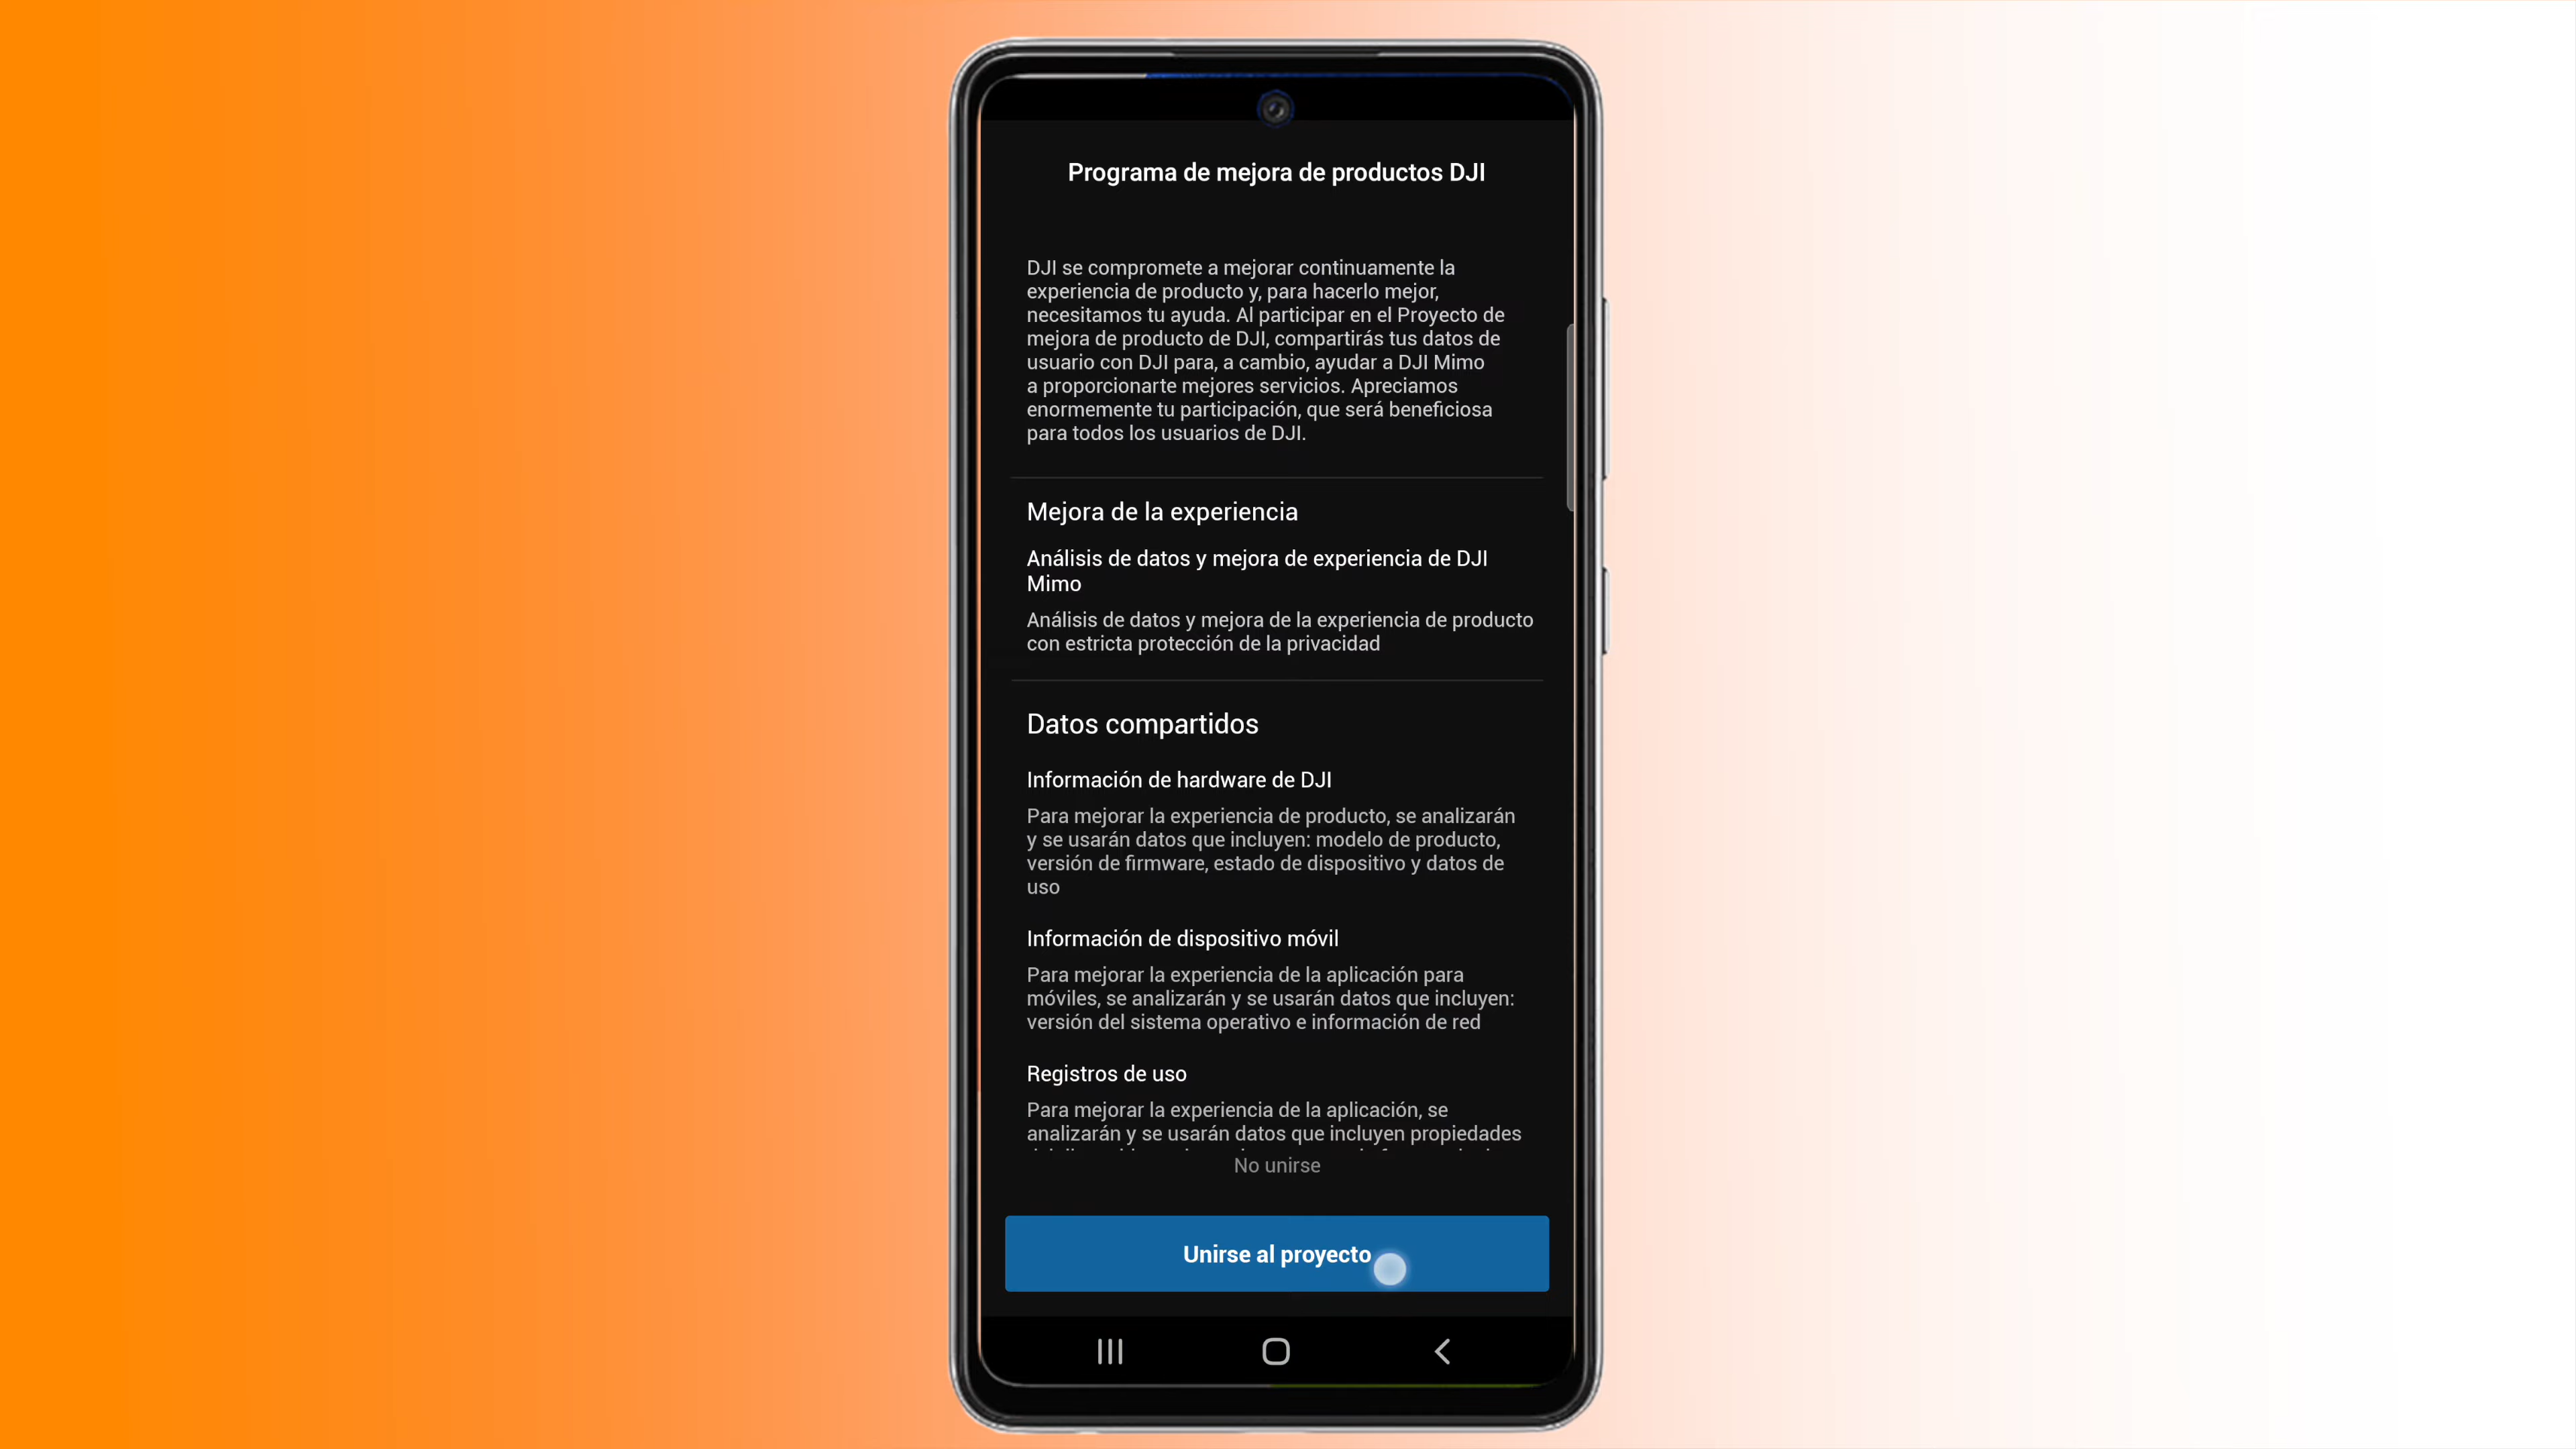 Programa de mejora de productos DJI
DJI se compromete a mejorar continuamente la
experiencia de producto y, para hacerlo mejor,
necesitamos tu ayuda. Al participar en el Proyecto de
mejora de producto de DJI, compartirás tus datos de
usuario con DJI para, a cambio, ayudar a DJI Mimo
a proporcionarte mejores servicios. Apreciamos
enormemente tu participación, que será beneficiosa
para todos los usuarios de DJI.
Mejora de la experiencia
Análisis de datos y mejora de experiencia de DJI
Mimo
Análisis de datos y mejora de la experiencia de producto
con estricta protección de la privacidad
Datos compartidos
Información de hardware de DJI
Para mejorar la experiencia de producto, se analizarán
y se usarán datos que incluyen: modelo de producto,
versión de firmware, estado de dispositivo y datos de
uso
Información de dispositivo móvil
Para mejorar la experiencia de la aplicación para
móviles, se analizarán y se usarán datos que incluyen:
versión del sistema operativo e información de red
Registros de uso
Para mejorar la experiencia de la aplicación, se
analizarán y se usarán datos que incluyen propiedades
No unirse
Unirse al proyecto